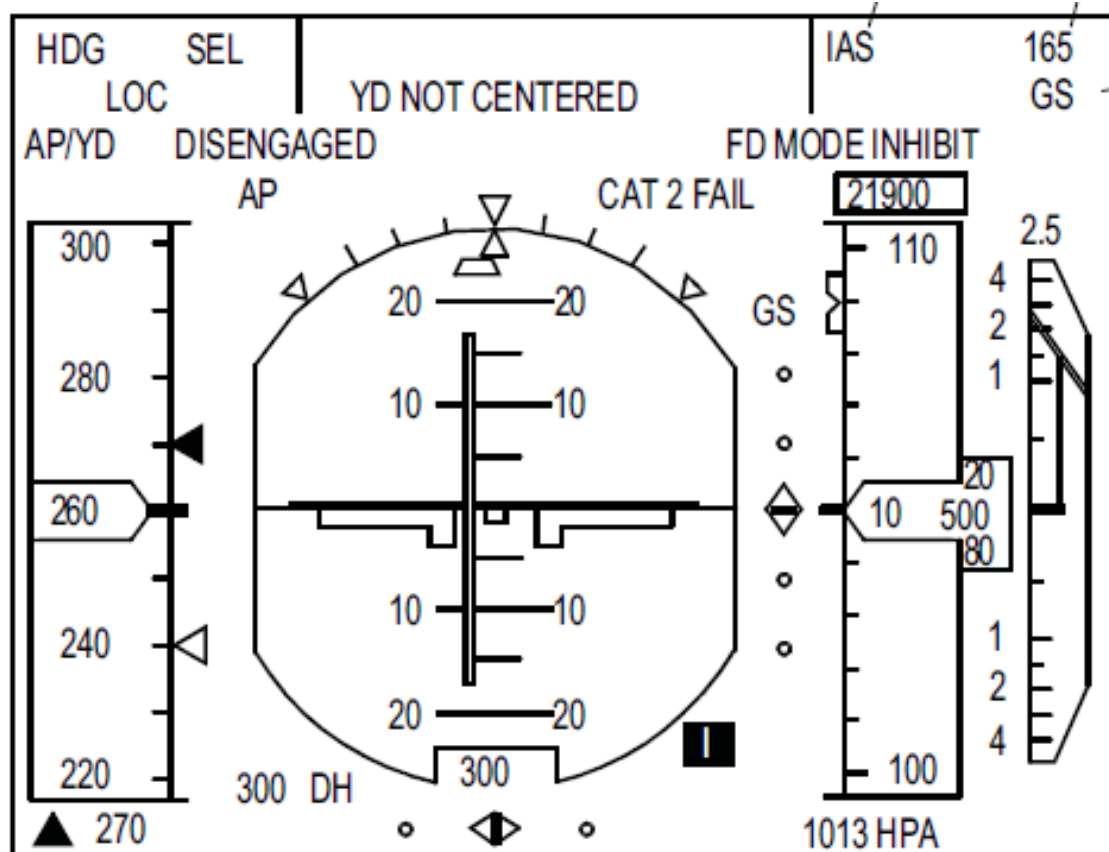 HDG SEL IAS 165
LOC YD NOT CENTERED GS
AP/YD DISENGAGED FD MODE INHIBIT
AP CAT 2 FAIL 21900
300 110 2.5
4
20 20 GS
2
280 1
10 10
20
260 10 500
80
10 10
240 1
2
20 20
4
220 300 100
300 DH
270 1013 HPA